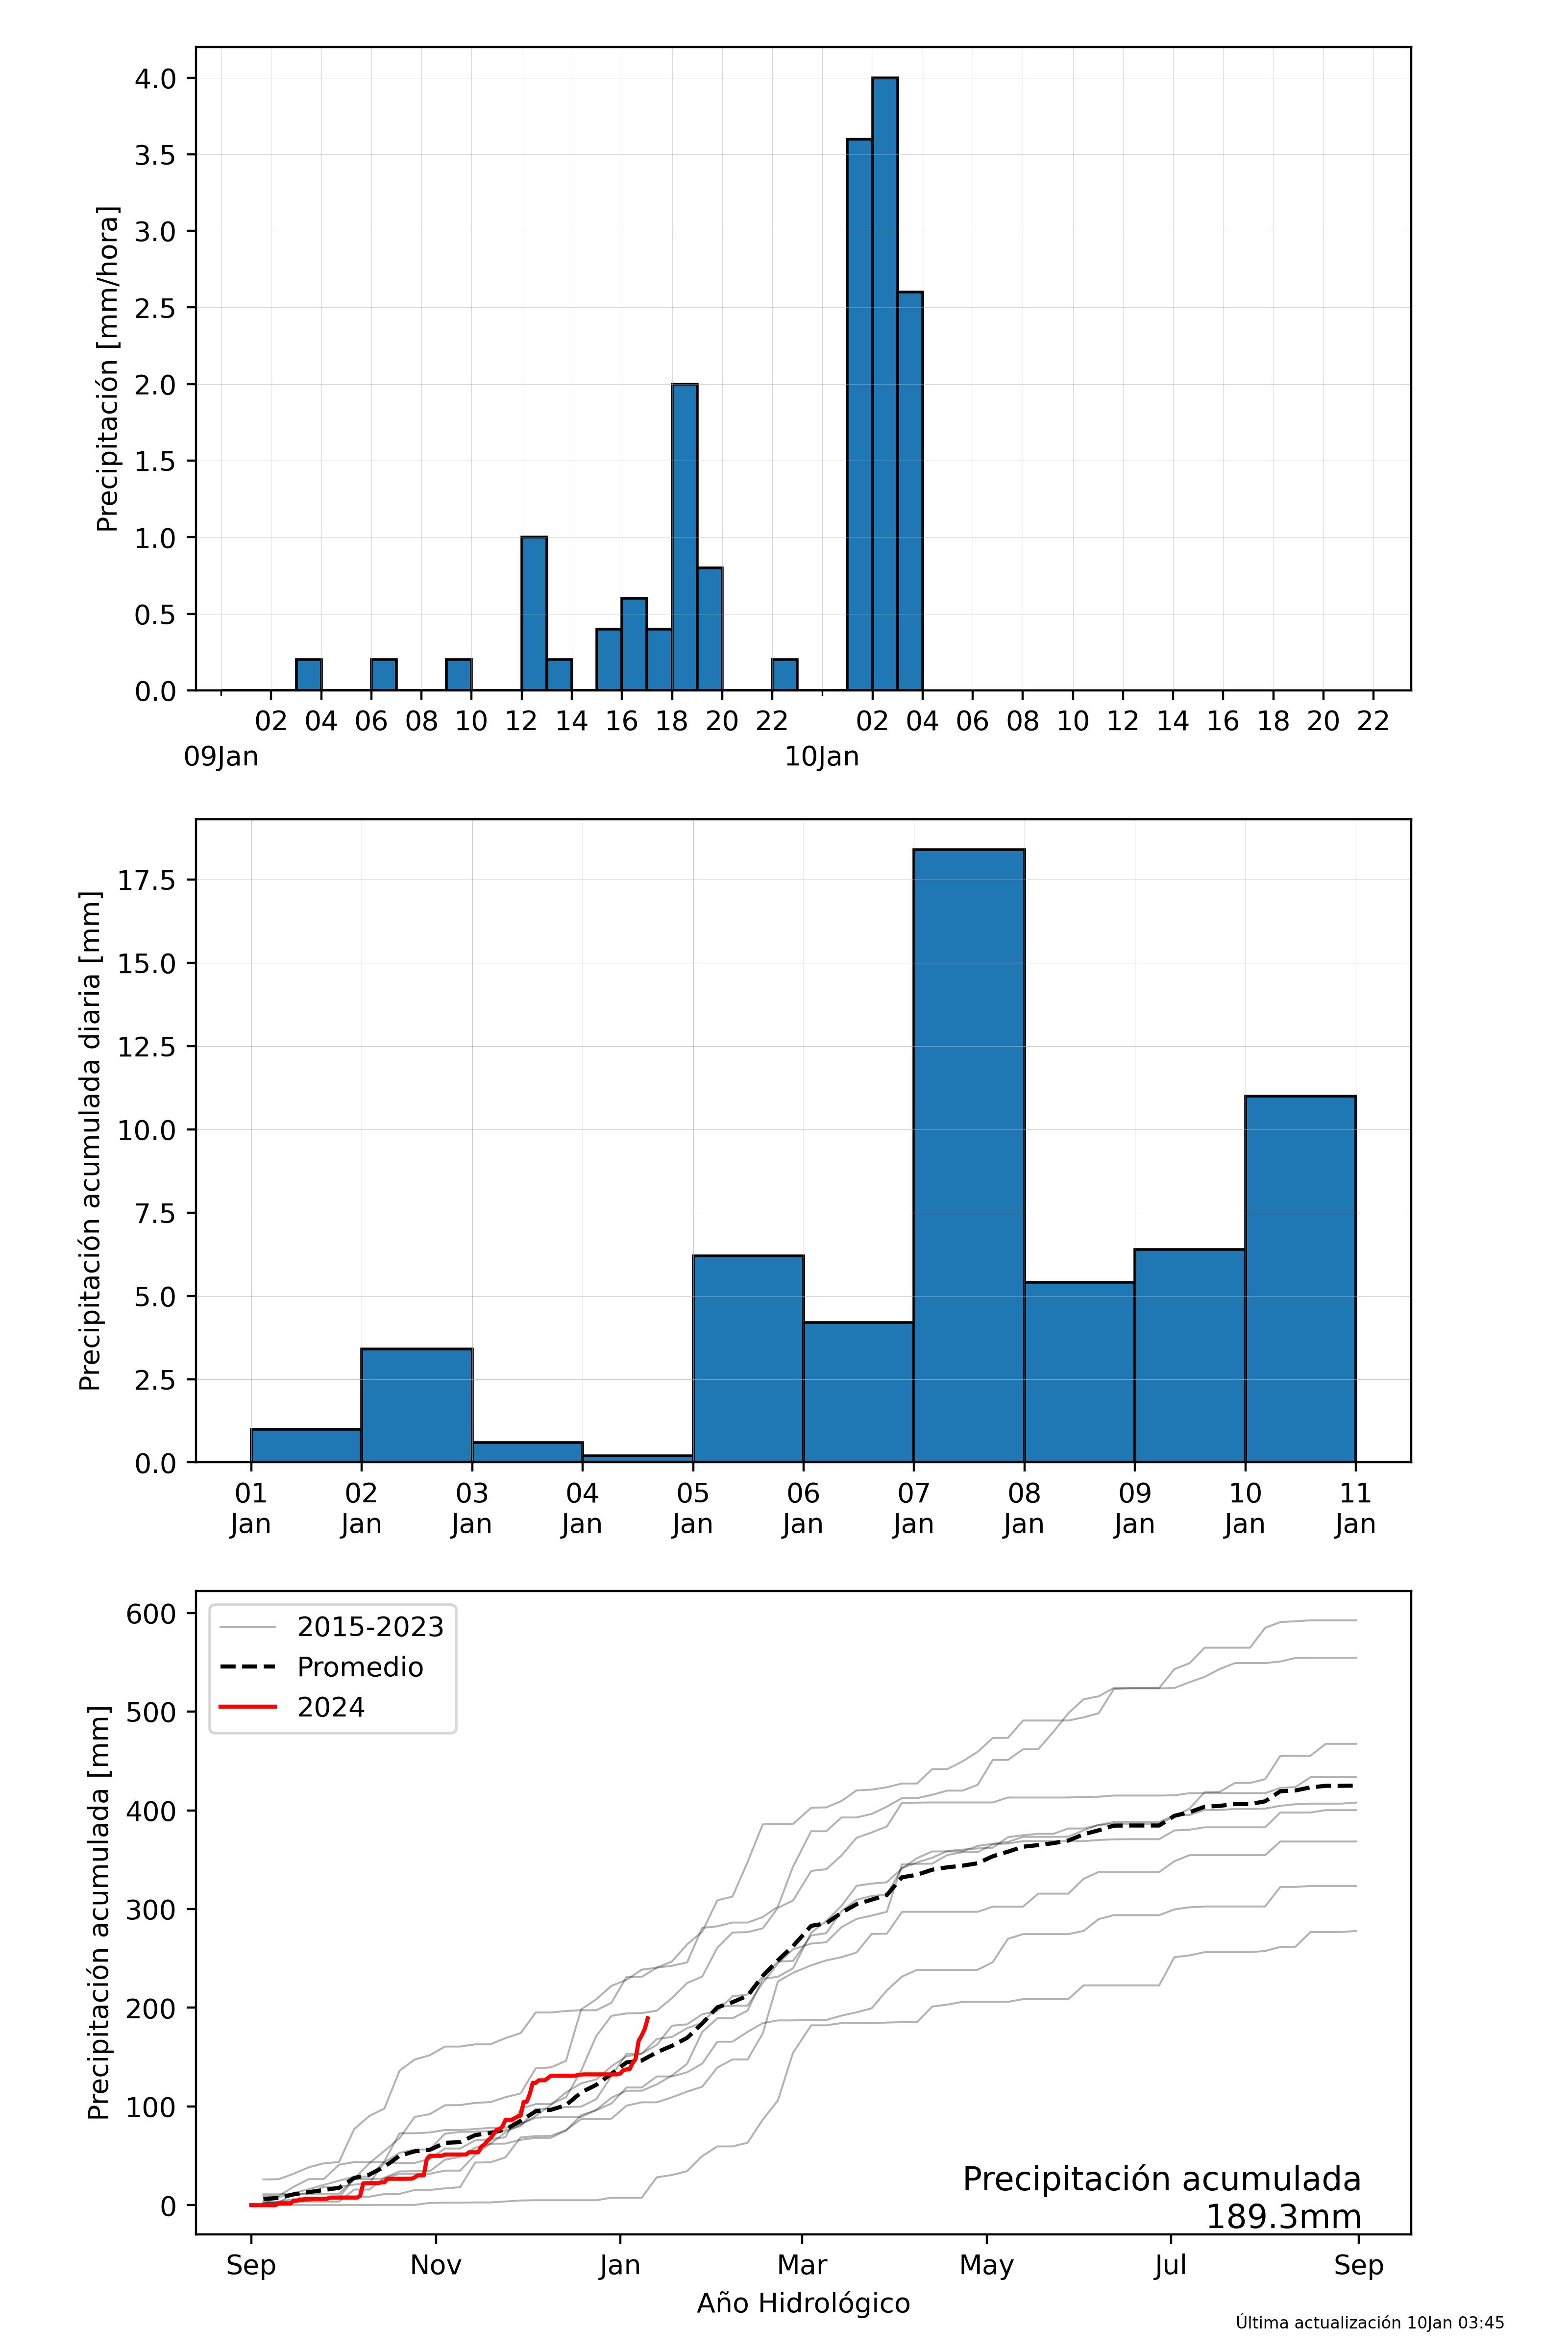 4.0
3.5
3.0
2.5
2.0
1.5
1.0
0.5
0.0
Precipitación [mm/hora]
02 04 06 08 10 12 14 16 18 20 22 02 04 06 08 10 12 14 16 18 20 22
09Jan 10Jan
17.5
15.0
12.5
10.0
7.5
5.0
2.5
0.0
Precipitación acumulada diaria [mm]
01 02 03 04 05 06 07 08 09 10 11
Jan Jan Jan Jan Jan Jan Jan Jan Jan Jan Jan
600
500
400
300
200
100
0
Precipitación acumulada [mm]
2015-2023
Promedio
2024
Precipitación acumulada
189.3mm
Sep Nov Jan Mar May Jul Sep
Año Hidrológico
Última actualización 10Jan 03:45